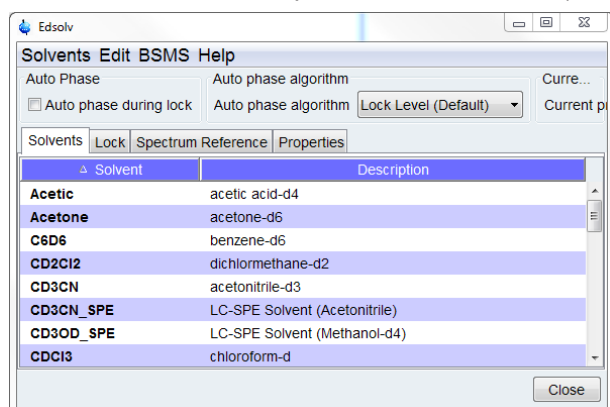 Edsolv
Solvents Edit BSMS Help
Auto Phase Auto phase algorithm Curre...
Auto phase during lock Auto phase algorithm Lock Level (Default) Current p
Solvents Lock Spectrum Reference Properties
Solvent Description
Acetic acetic acid-d4
Acetone acetone-d6
C6D6 benzene-d6
CD2Cl2 dichlormethane-d2
CD3CN acetonitrile-d3
CD3CN_SPE LC-SPE Solvent (Acetonitrile)
CD3OD_SPE LC-SPE Solvent (Methanol-d4)
CDCl3 chloroform-d
Close